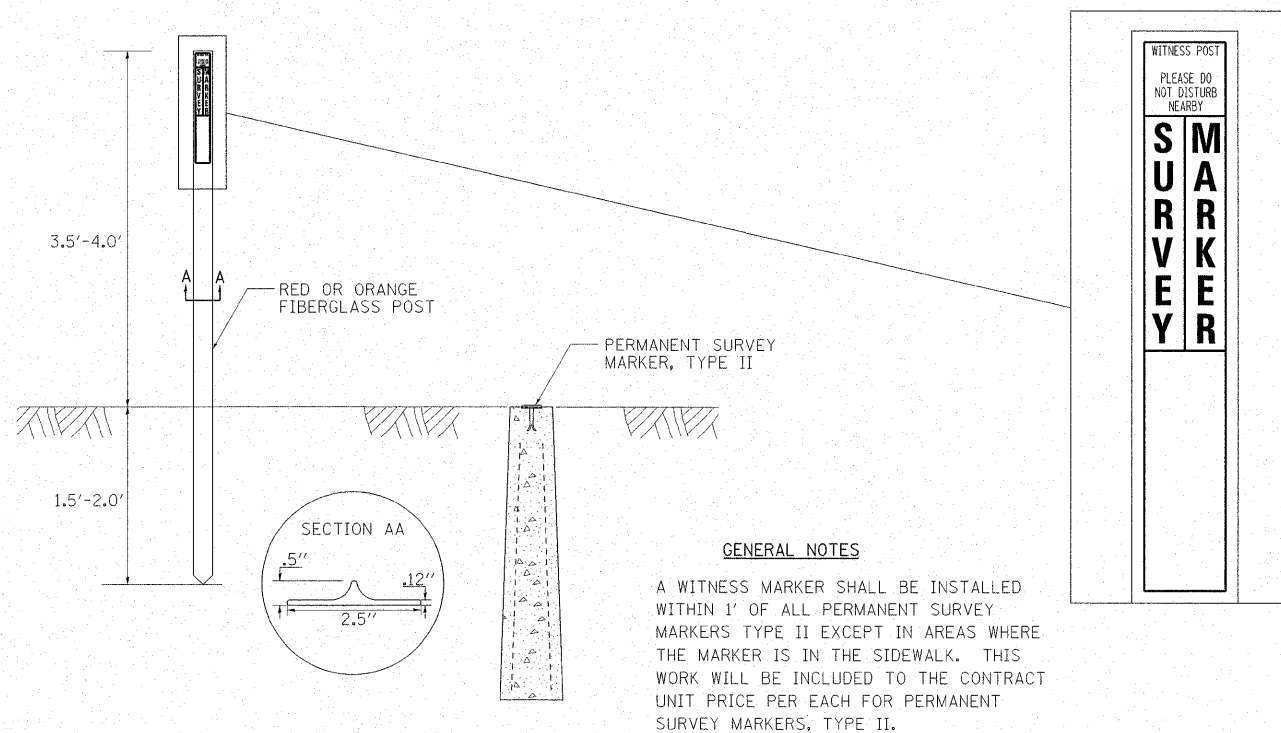 WITNESS POST
PLEASE DO
NOT DISTURB
NEARBY
SURVEY
MARKER
SURVEY
MARKER
3.5'-4.0'
A A
RED OR ORANGE
FIBERGLASS POST
PERMANENT SURVEY
MARKER, TYPE II
1.5'-2.0'
SECTION AA
.5"
.12"
2.5"
GENERAL NOTES
A WITNESS MARKER SHALL BE INSTALLED
WITHIN 1' OF ALL PERMANENT SURVEY
MARKERS TYPE II EXCEPT IN AREAS WHERE
THE MARKER IS IN THE SIDEWALK. THIS
WORK WILL BE INCLUDED TO THE CONTRACT
UNIT PRICE PER EACH FOR PERMANENT
SURVEY MARKERS, TYPE II.